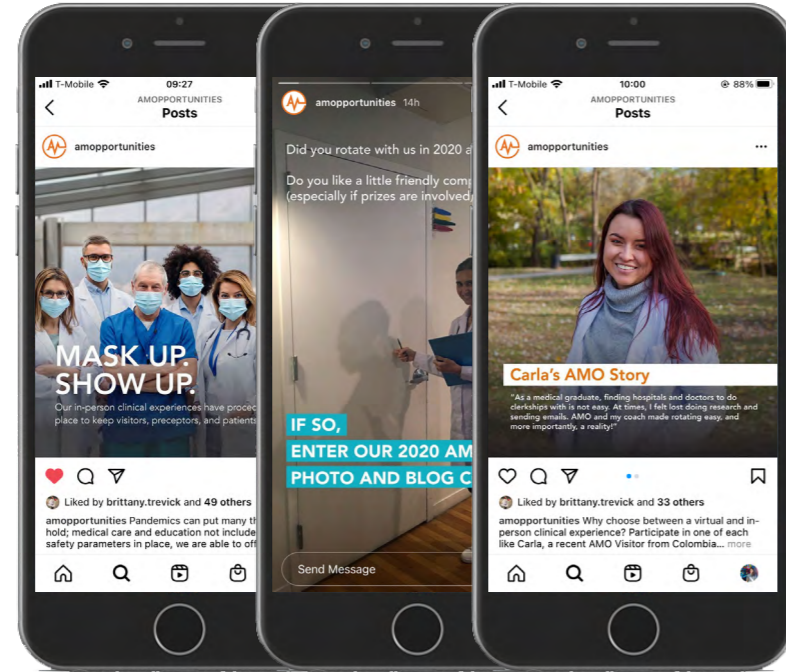 T-Mobile 09:27
AMOPPORTUNITIES
Posts
amopportunities
MASK UP.
SHOW UP.
Our in-person clinical experiences have
place to keep visitors, preceptors, and patients
Liked by brittany.trevick and 49 others
amopportunities Pandemics can put many
hold; medical care and education not
safety parameters in place, we are able to
amopportunities 14h
Did you rotate with us in 2020
Do you like a little friendly
(especially if prizes are involved
IF SO,
ENTER OUR 2020
PHOTO AND BLOG
Send Message
T-Mobile 10:00 88%
AMOPPORTUNITIES
Posts
amopportunities
Carla's AMO Story
"As a medical graduate, finding hospitals and doctors to do
clerkships with is not easy. At times, I felt lost doing research and
sending emails. AMO and my coach made rotating easy, and
more importantly, a reality!"
Liked by brittany.trevick and 33 others
amopportunities Why choose between a virtual and in-
person clinical experience? Participate in one of each
like Carla, a recent AMO Visitor from Colombia... more